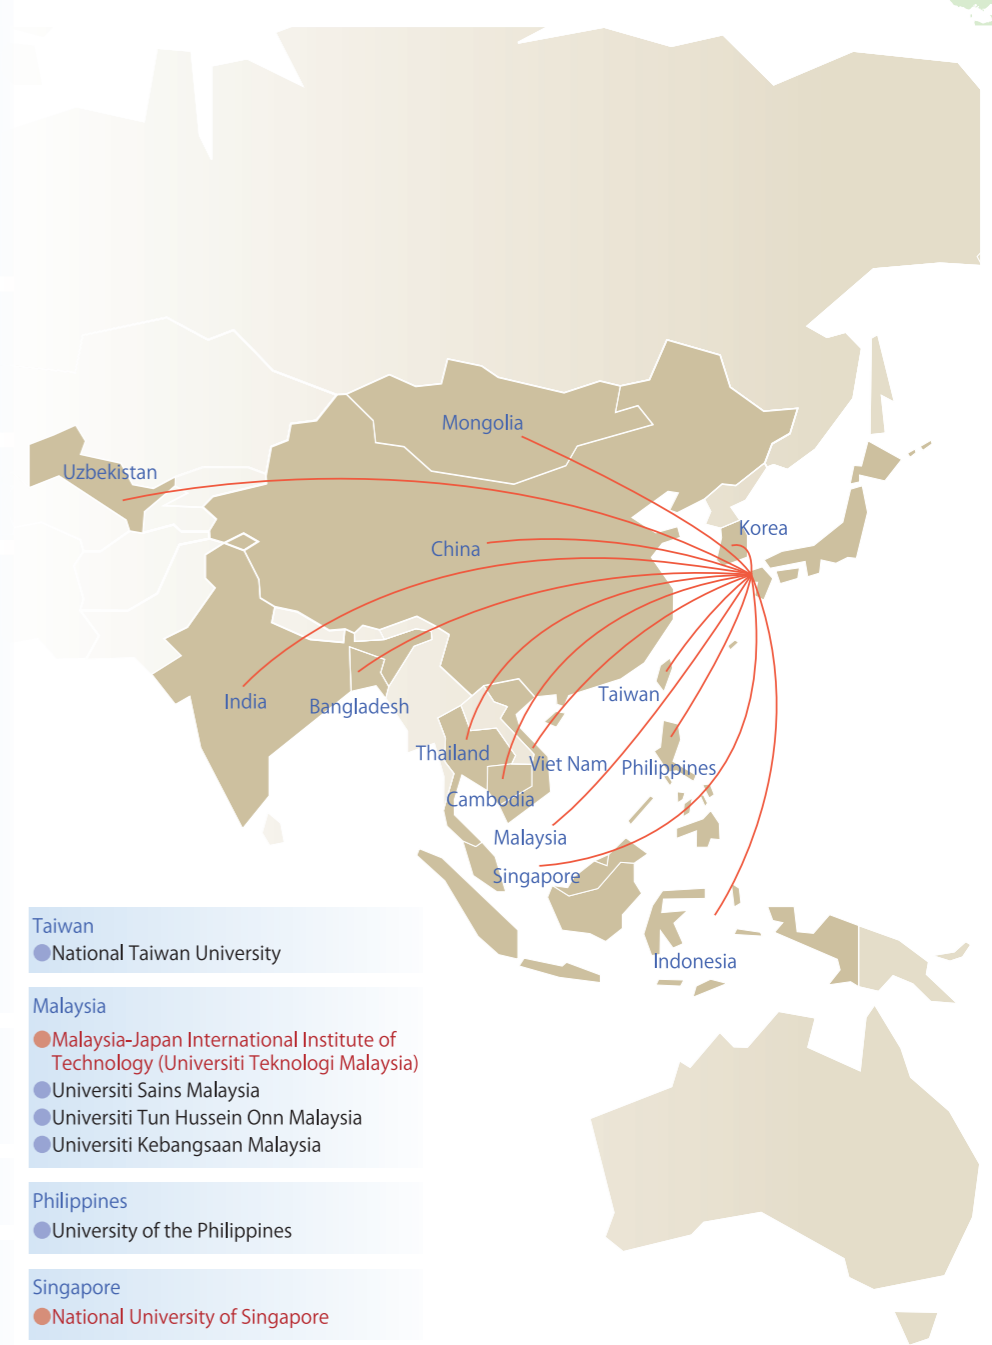 Mongolia
Uzbekistan
Korea
China
India
Bangladesh
Taiwan
Thailand
Viet Nam
Philippines
Cambodia
Malaysia
Singapore
Indonesia
Taiwan
●National Taiwan University
Malaysia
●Malaysia-Japan International Institute of
Technology (Universiti Teknologi Malaysia)
●Universiti Sains Malaysia
●Universiti Tun Hussein Onn Malaysia
●Universiti Kebangsaan Malaysia
Philippines
●University of the Philippines
Singapore
●National University of Singapore